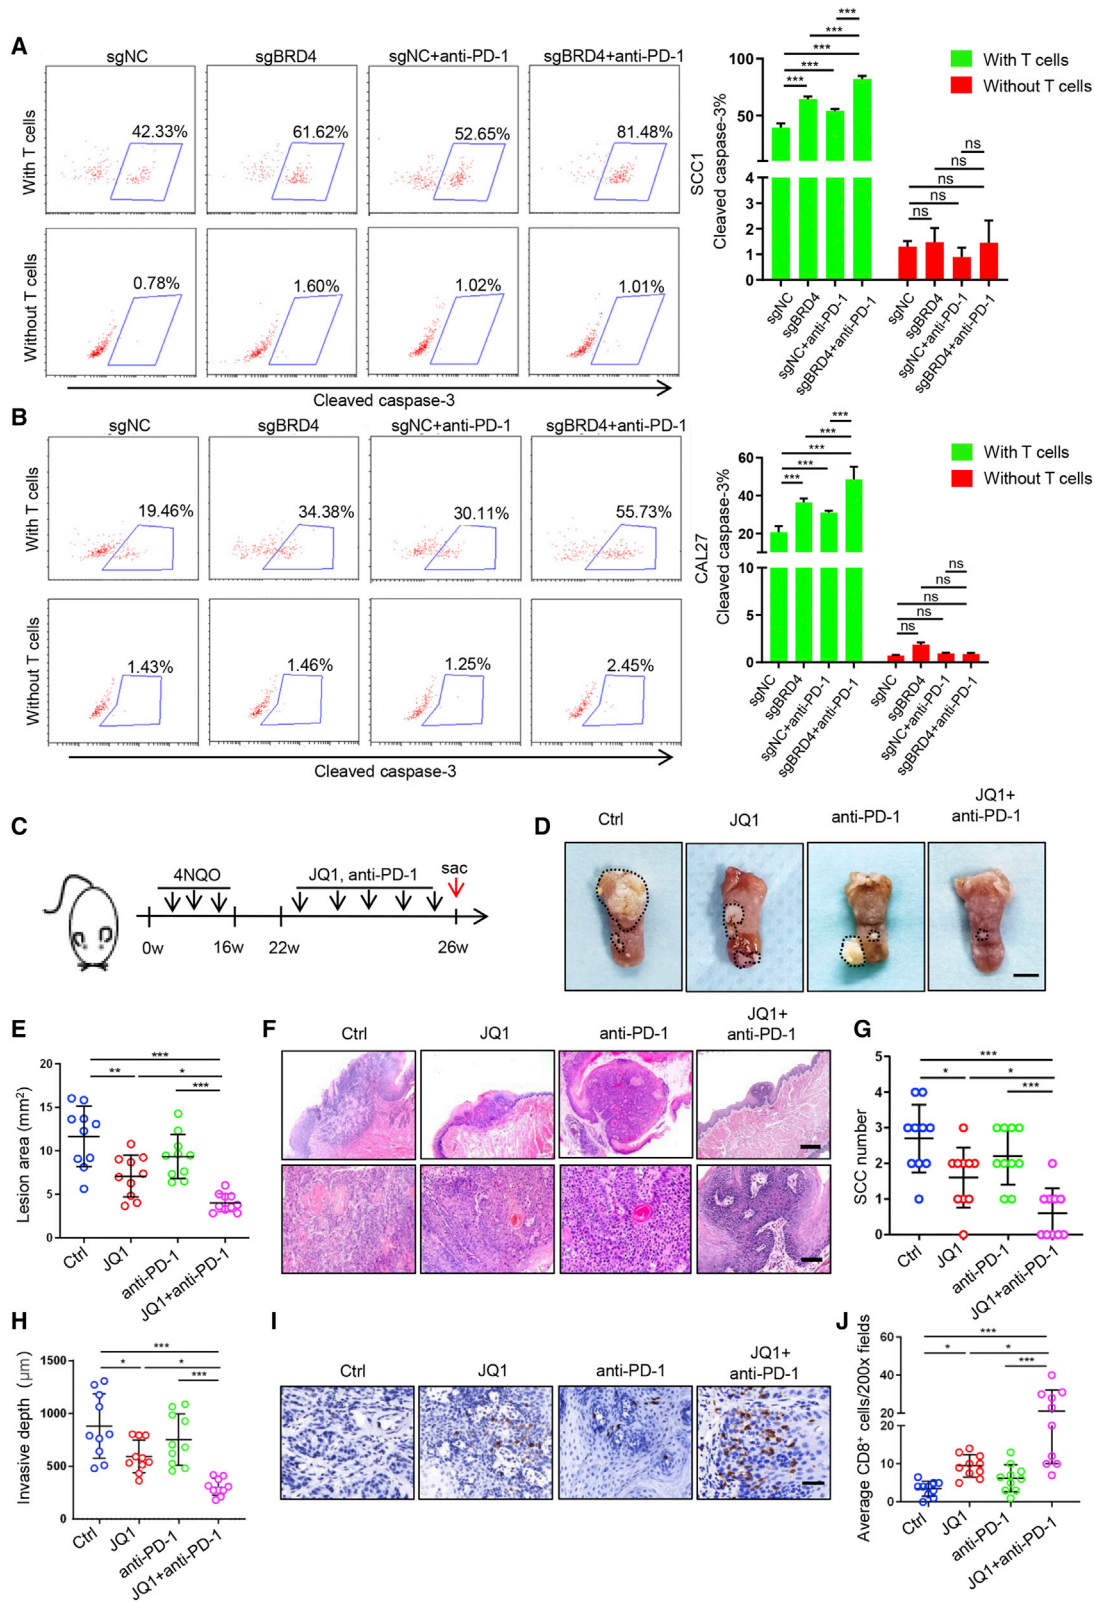 A
sgNC
sgBRD4
sgNC+anti-PD-1
sgBRD4+anti-PD-1
With T cells
42.33%
61.62%
52.65%
81.48%
Without T cells
0.78%
1.60%
1.02%
1.01%
Cleaved caspase-3
SCC1
Cleaved caspase-3%
100
50
4
3
2
1
0
***
***
***
***
***
ns
ns
ns
ns
ns
With T cells
Without T cells
sgNC
sgBRD4
sgNC+anti-PD-1
sgBRD4+anti-PD-1
sgNC
sgBRD4
sgNC+anti-PD-1
sgBRD4+anti-PD-1
B
sgNC
sgBRD4
sgNC+anti-PD-1
sgBRD4+anti-PD-1
With T cells
19.46%
34.38%
30.11%
55.73%
Without T cells
1.43%
1.46%
1.25%
2.45%
Cleaved caspase-3
CAL27
Cleaved caspase-3%
60
40
20
10
5
0
***
***
***
***
***
ns
ns
ns
ns
ns
With T cells
Without T cells
sgNC
sgBRD4
sgNC+anti-PD-1
sgBRD4+anti-PD-1
sgNC
sgBRD4
sgNC+anti-PD-1
sgBRD4+anti-PD-1
C
4NQO
JQ1, anti-PD-1
sac
0w
16w
22w
26w
D
Ctrl
JQ1
anti-PD-1
JQ1+
anti-PD-1
E
Lesion area (mm²)
20
15
10
5
0
***
**
*
***
Ctrl
JQ1
anti-PD-1
JQ1+anti-PD-1
F
Ctrl
JQ1
anti-PD-1
JQ1+
anti-PD-1
G
SCC number
5
4
3
2
1
0
***
*
*
***
Ctrl
JQ1
anti-PD-1
JQ1+anti-PD-1
H
Invasive depth (μm)
1500
1000
500
0
***
*
*
***
Ctrl
JQ1
anti-PD-1
JQ1+anti-PD-1
I
Ctrl
JQ1
anti-PD-1
JQ1+
anti-PD-1
J
Average CD8⁺ cells/200x fields
60
40
20
20
10
0
***
*
*
***
Ctrl
JQ1
anti-PD-1
JQ1+anti-PD-1